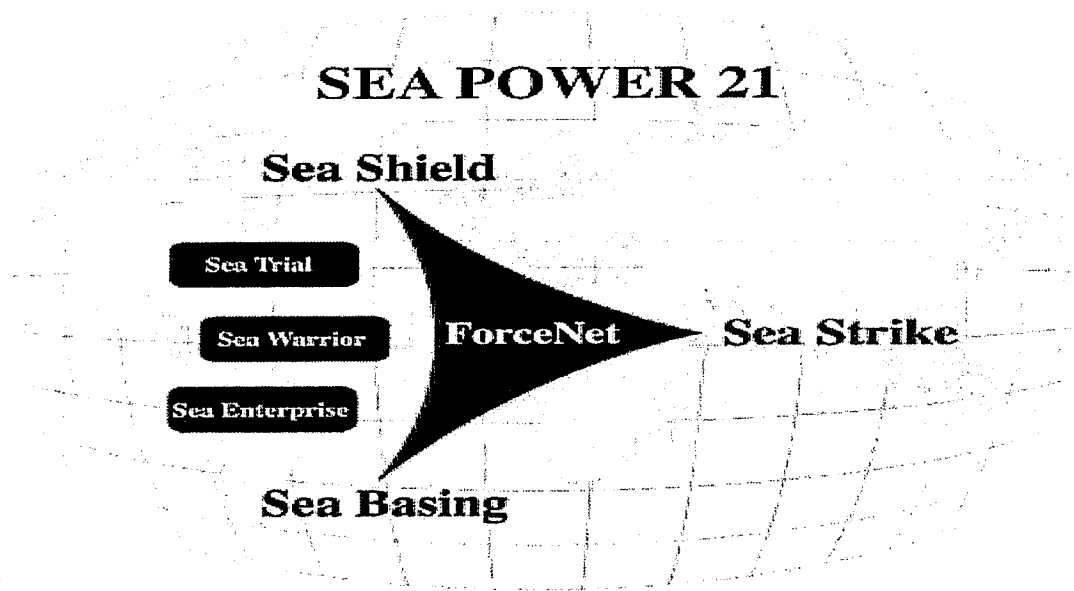 SEA POWER 21
Sea Shield
Sea Trial
Sea Warrior
ForceNet
Sea Strike
Sea Enterprise
Sea Basing